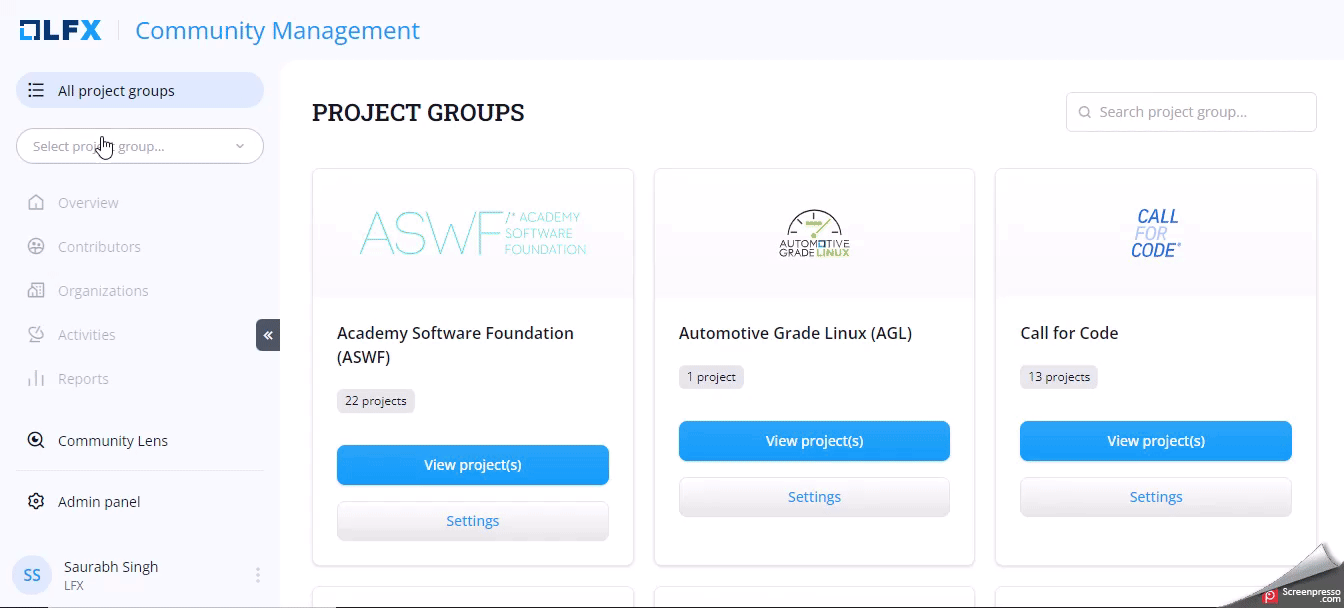 LFX Community Management
All project groups
Select project group...
Overview
Contributors
Organizations
Activities
Reports
Community Lens
Admin panel
SS Saurabh Singh
LFX
PROJECT GROUPS
Search project group...
ASWF /* ACADEMY
SOFTWARE
FOUNDATION
Academy Software Foundation
(ASWF)
22 projects
View project(s)
Settings
AUTOMOTIVE
GRADE LINUX
Automotive Grade Linux (AGL)
1 project
View project(s)
Settings
CALL
FOR
CODE®
Call for Code
13 projects
View project(s)
Settings
Screenpresso
.com